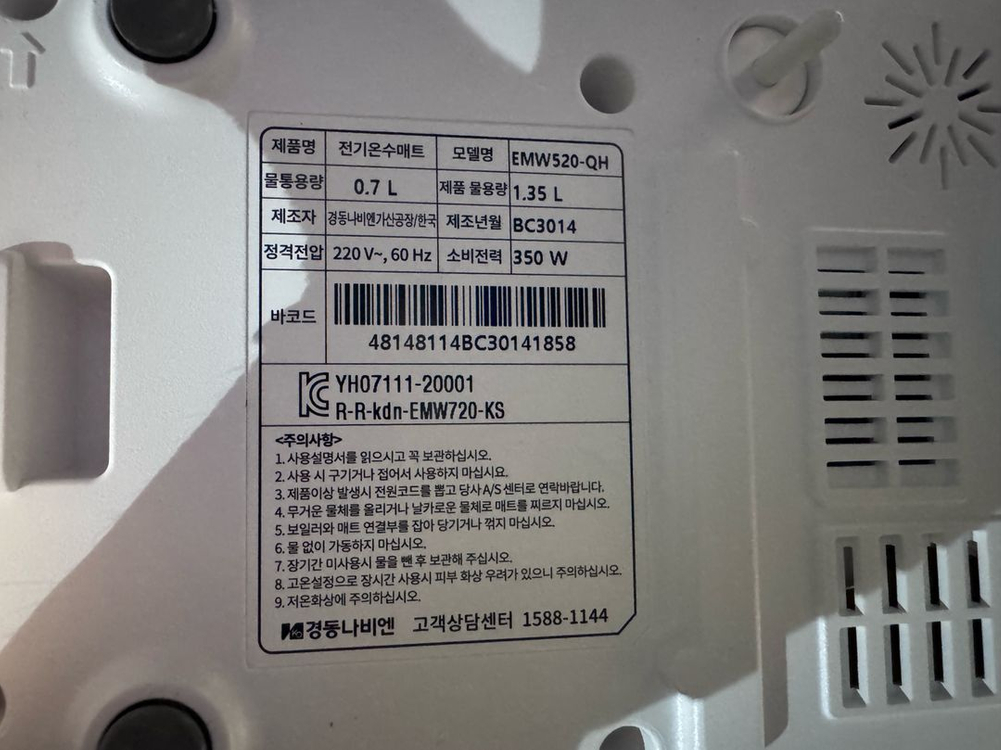 제품명 전기온수매트 모델명 EMW520-QH
물통용량 0.7 L 제품 물용량 1.35 L
제조자 경동나비엔가산공장/한국 제조년월 BC3014
정격전압 220 V~, 60 Hz 소비전력 350 W
바코드
48148114BC30141858
YH07111-20001
R-R-kdn-EMW720-KS
<주의사항>
1. 사용설명서를 읽으시고 꼭 보관하십시오.
2. 사용 시 구기거나 접어서 사용하지 마십시요.
3. 제품이상 발생시 전원코드를 뽑고 당사 A/S 센터로 연락바랍니다.
4. 무거운 물체를 올리거나 날카로운 물체로 매트를 찌르지 마십시오.
5. 보일러와 매트 연결부를 잡아 당기거나 꺾지 마십시오.
6. 물 없이 가동하지 마십시오.
7. 장기간 미사용시 물을 뺀 후 보관해 주십시오.
8. 고온설정으로 장시간 사용시 피부 화상 우려가 있으니 주의하십시오.
9. 저온화상에 주의하십시오.
경동나비엔 고객상담센터 1588-1144